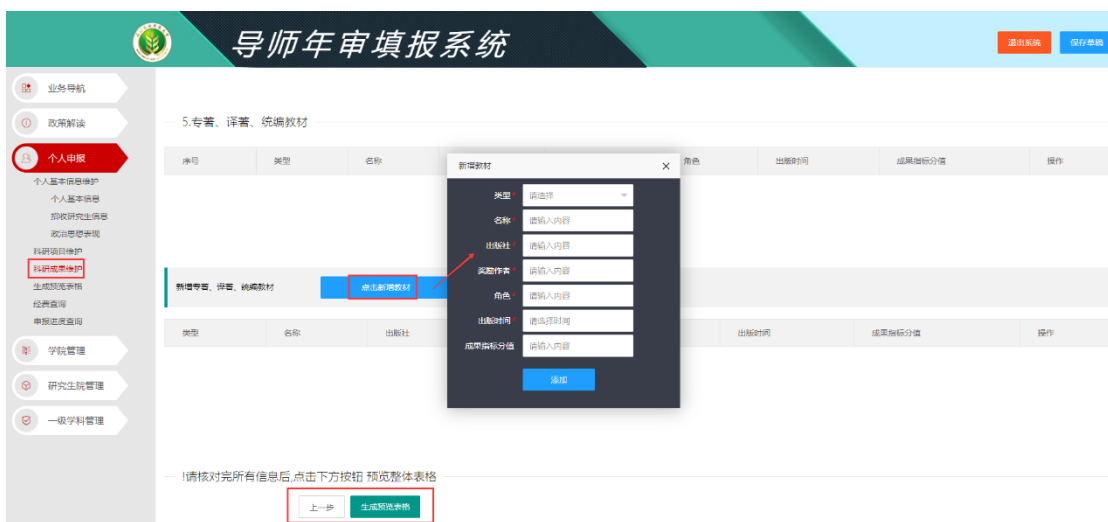 导师年审填报系统
退出系统 保存草稿
业务导航
政策解读
个人申报
个人基本信息维护
个人基本信息
招收研究生信息
政治思想表现
科研项目维护
科研成果维护
生成预览表格
经费查询
申报进度查询
学院管理
研究生院管理
一级学科管理
5.专著、译著、统编教材
序号 类型 名称 角色 出版时间 成果指标分值 操作
新增教材
类型* 请选择
名称* 请输入内容
出版社* 请输入内容
奖励作者* 请输入内容
角色* 请输入内容
出版时间* 请选择时间
成果指标分值 请输入内容
添加
新增专著、译著、统编教材 点击新增教材
类型 名称 出版社 出版时间 成果指标分值 操作
!请核对完所有信息后,点击下方按钮 预览整体表格
上一步 生成预览表格